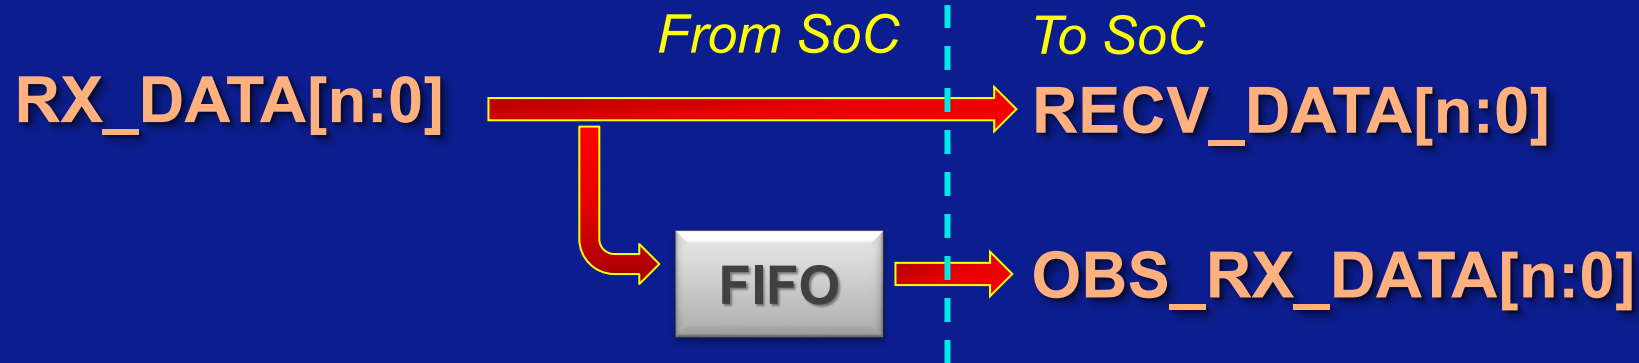 From SoC
To SoC
RX_DATA[n:0]
RECV_DATA[n:0]
FIFO
OBS_RX_DATA[n:0]